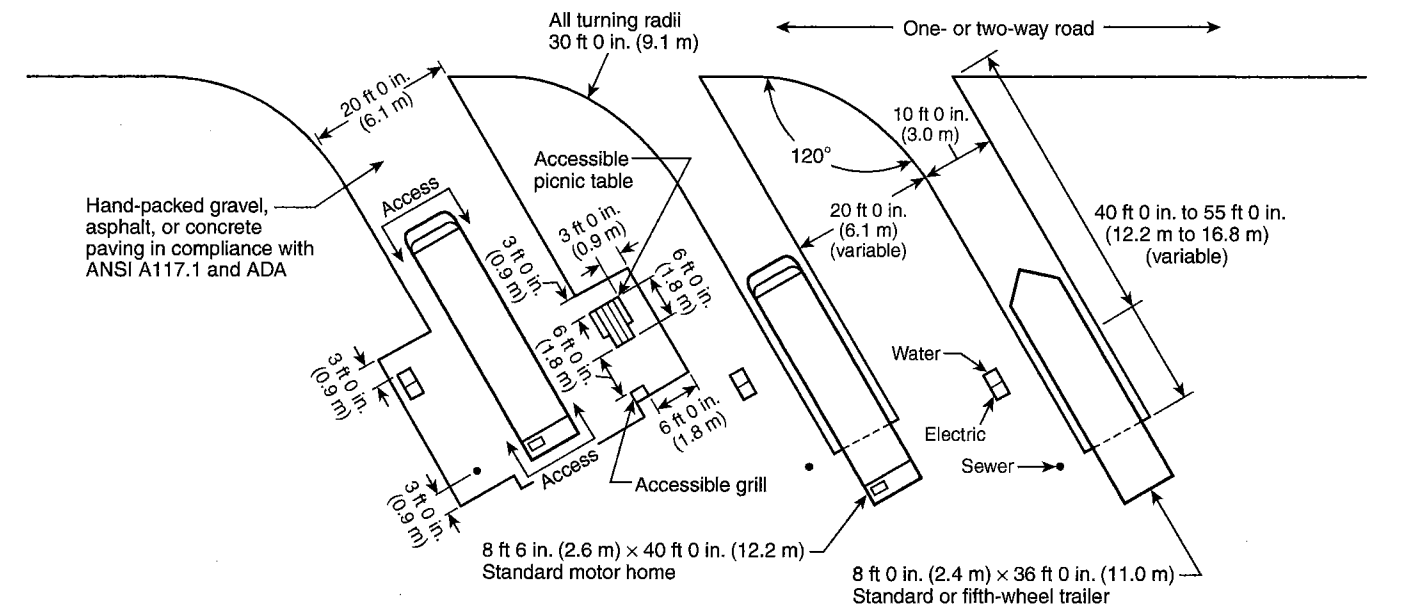 All turning radii
30 ft 0 in. (9.1 m)
One- or two-way road
20 ft 0 in.
(6.1 m)
10 ft 0 in.
(3.0 m)
120°
Accessible
picnic table
Hand-packed gravel,
asphalt, or concrete
paving in compliance with
ANSI A117.1 and ADA
Access
3 ft 0 in.
(0.9 m)
3 ft 0 in.
(0.9 m)
6 ft 0 in.
(1.8 m)
20 ft 0 in.
(6.1 m)
(variable)
40 ft 0 in. to 55 ft 0 in.
(12.2 m to 16.8 m)
(variable)
6 ft 0 in.
(1.8 m)
3 ft 0 in.
(0.9 m)
6 ft 0 in.
(1.8 m)
Water
Electric
Sewer
Access
Accessible grill
3 ft 0 in.
(0.9 m)
8 ft 6 in. (2.6 m) × 40 ft 0 in. (12.2 m)
Standard motor home
8 ft 0 in. (2.4 m) × 36 ft 0 in. (11.0 m)
Standard or fifth-wheel trailer